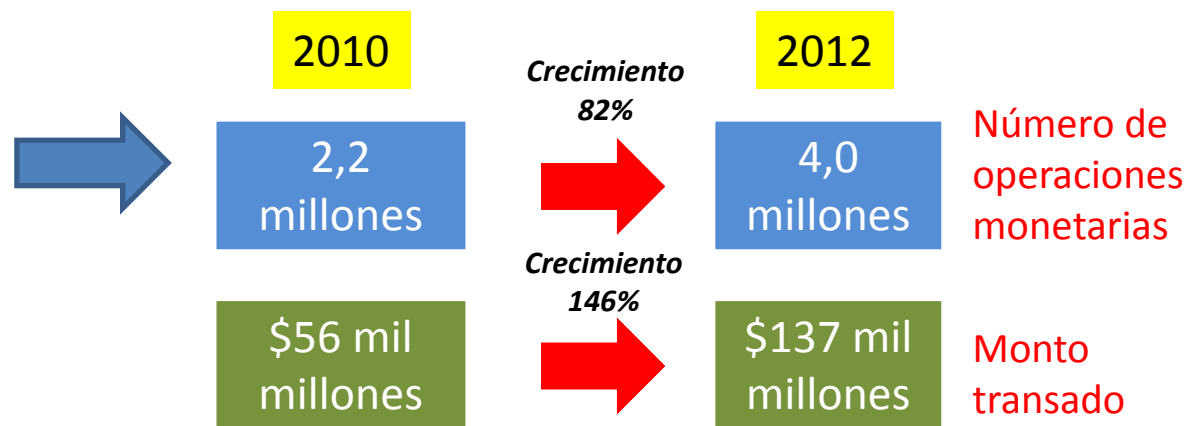 2010
2012
Crecimiento
82%
2,2
millones
4,0
millones
Número de
operaciones
monetarias
Crecimiento
146%
$56 mil
millones
$137 mil
millones
Monto
transado